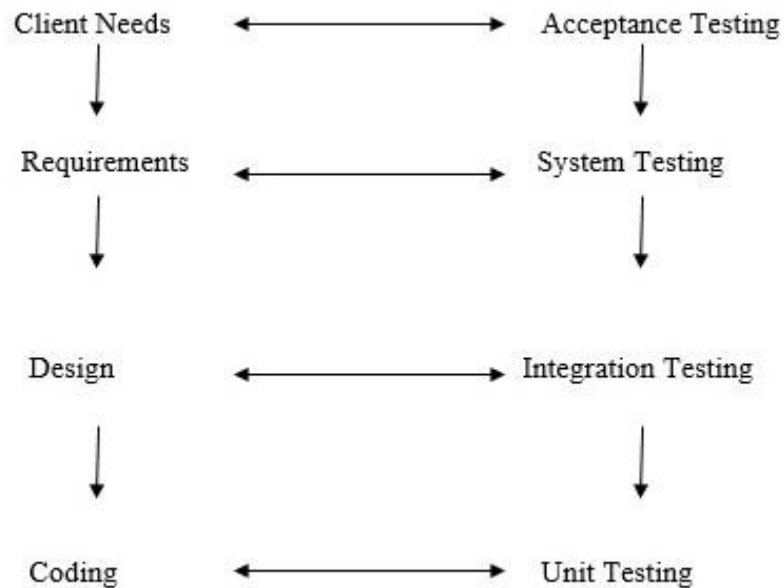 Client Needs Acceptance Testing
Requirements System Testing
Design Integration Testing
Coding Unit Testing